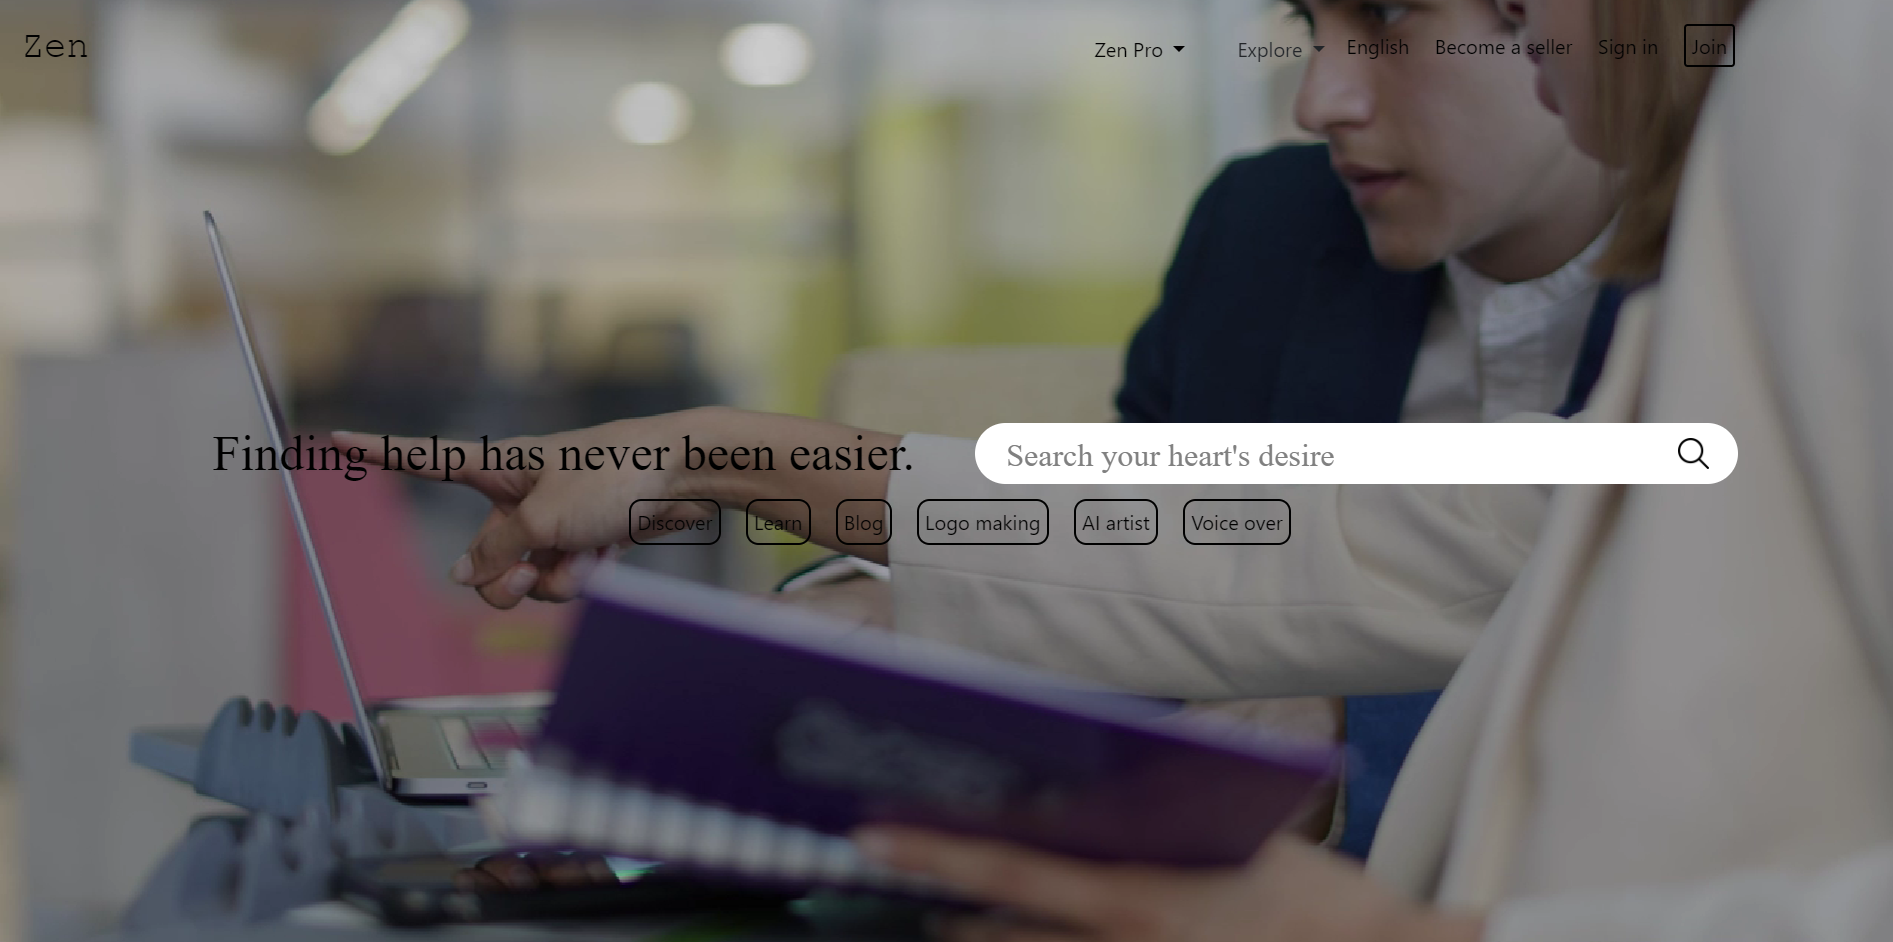 Zen
Zen Pro Explore English Become a seller Sign in Join
Finding help has never been easier.
Search your heart's desire
Discover Learn Blog Logo making AI artist Voice over